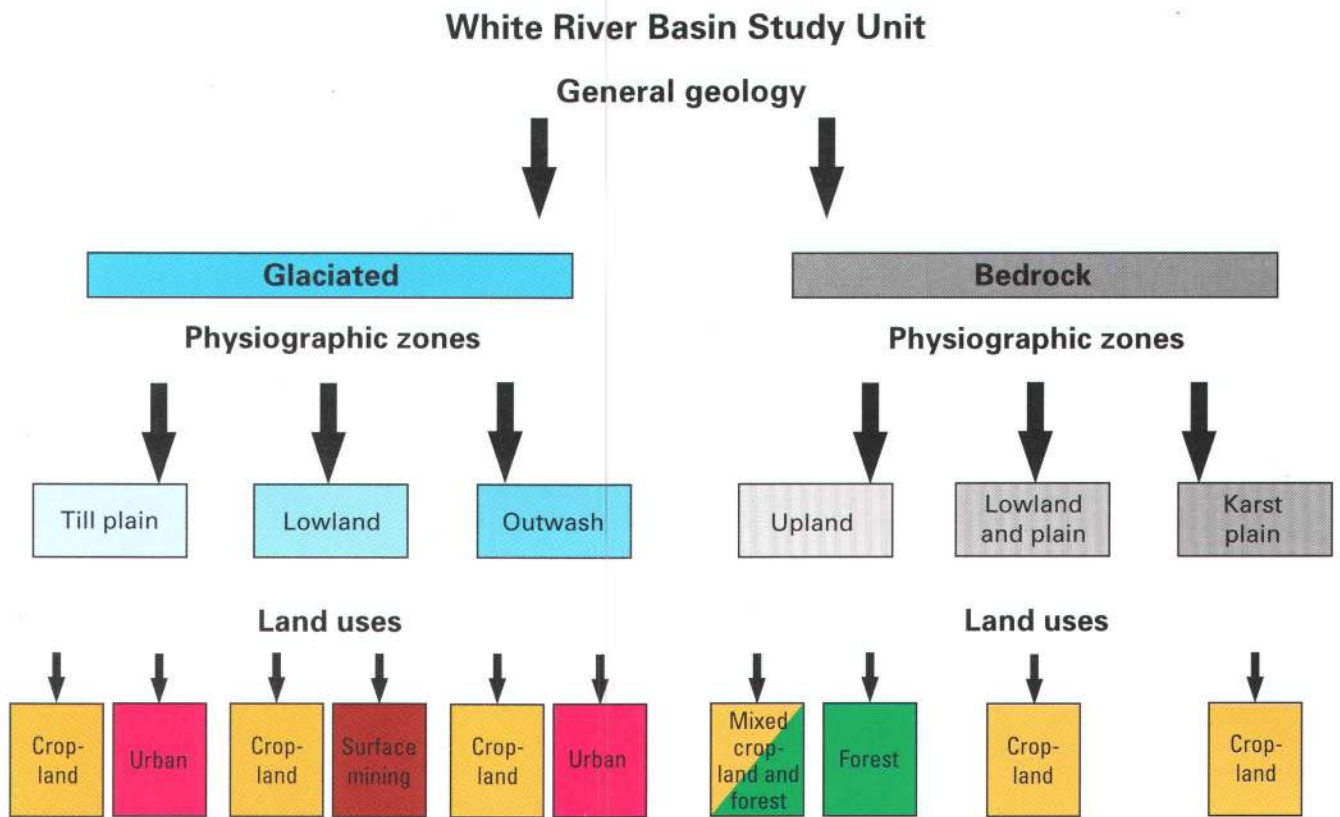 White River Basin Study Unit
General geology
Glaciated
Bedrock
Physiographic zones
Physiographic zones
Till plain
Lowland
Outwash
Upland
Lowland
and plain
Karst
plain
Land uses
Land uses
Crop-
land
Urban
Crop-
land
Surface
mining
Crop-
land
Urban
Mixed
crop-
land and
forest
Forest
Crop-
land
Crop-
land